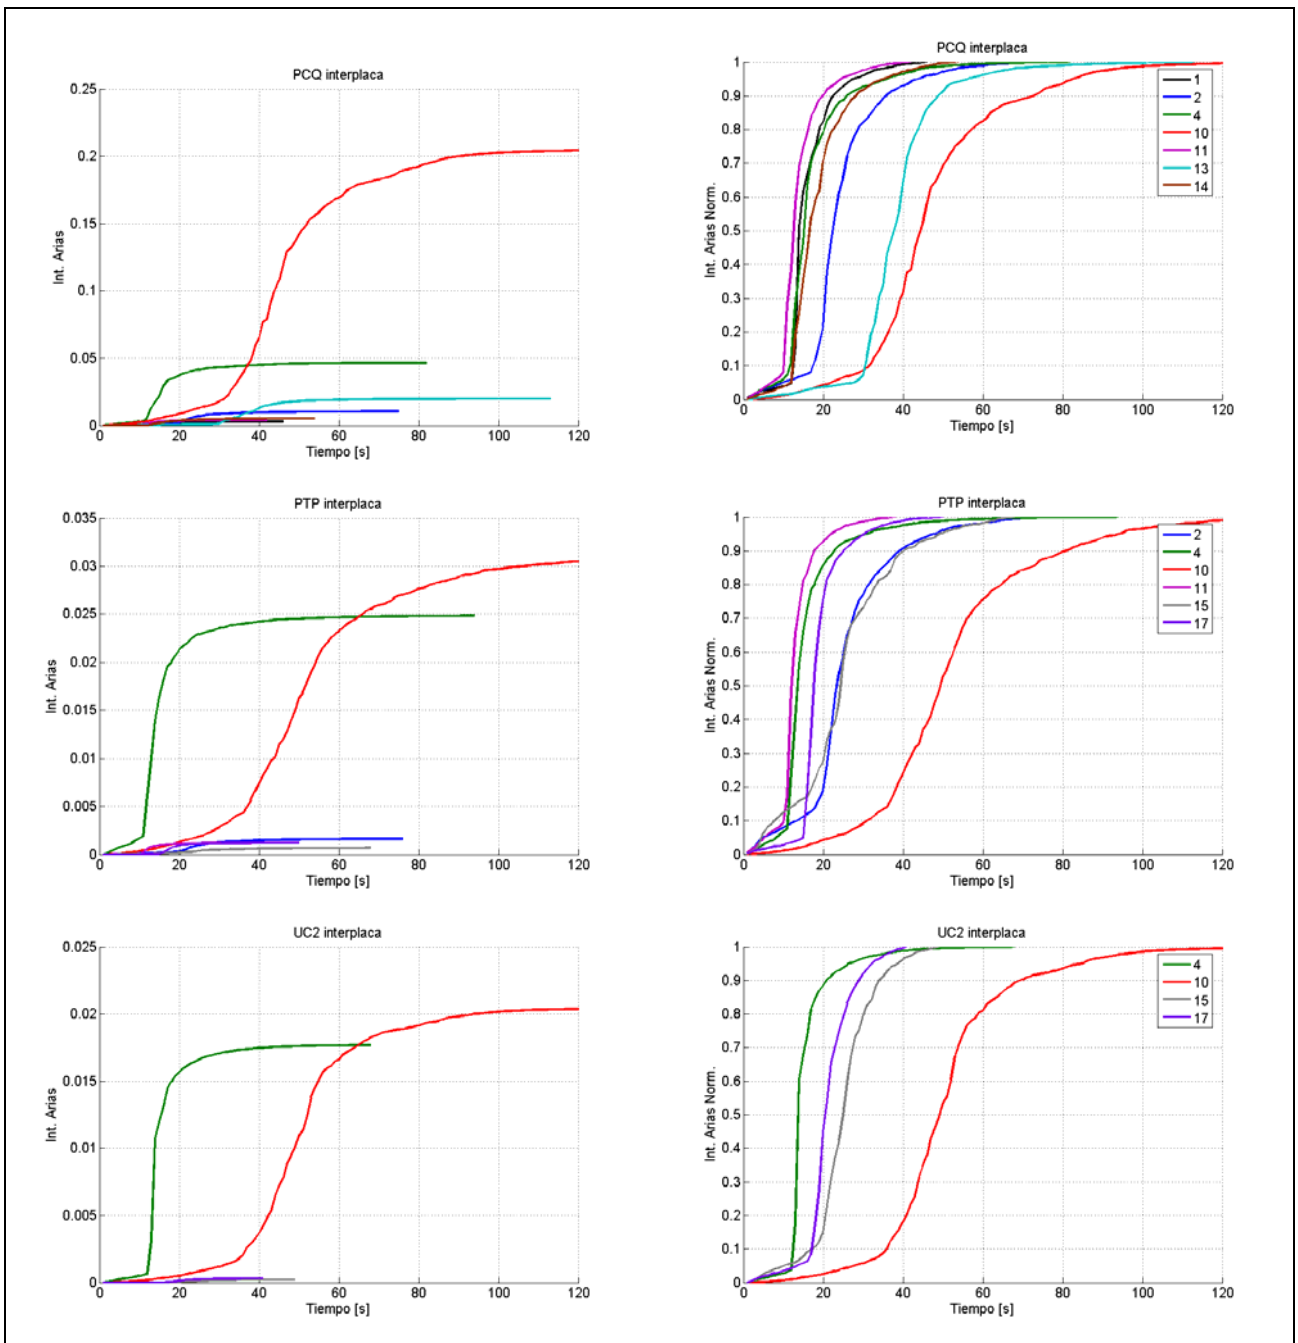 PCQ interplaca
0.25
0.2
0.15
0.1
0.05
0
Int. Arias
0 20 40 60 80 100 120
Tiempo [s]
PCQ interplaca
1
0.9
0.8
0.7
0.6
0.5
0.4
0.3
0.2
0.1
0
Int. Arias Norm.
1
2
4
10
11
13
14
0 20 40 60 80 100 120
Tiempo [s]
PTP interplaca
0.035
0.03
0.025
0.02
0.015
0.01
0.005
0
Int. Arias
0 20 40 60 80 100 120
Tiempo [s]
PTP interplaca
1
0.9
0.8
0.7
0.6
0.5
0.4
0.3
0.2
0.1
0
Int. Arias Norm.
2
4
10
11
15
17
0 20 40 60 80 100 120
Tiempo [s]
UC2 interplaca
0.025
0.02
0.015
0.01
0.005
0
Int. Arias
0 20 40 60 80 100 120
Tiempo [s]
UC2 interplaca
1
0.9
0.8
0.7
0.6
0.5
0.4
0.3
0.2
0.1
0
Int. Arias Norm.
4
10
15
17
0 20 40 60 80 100 120
Tiempo [s]